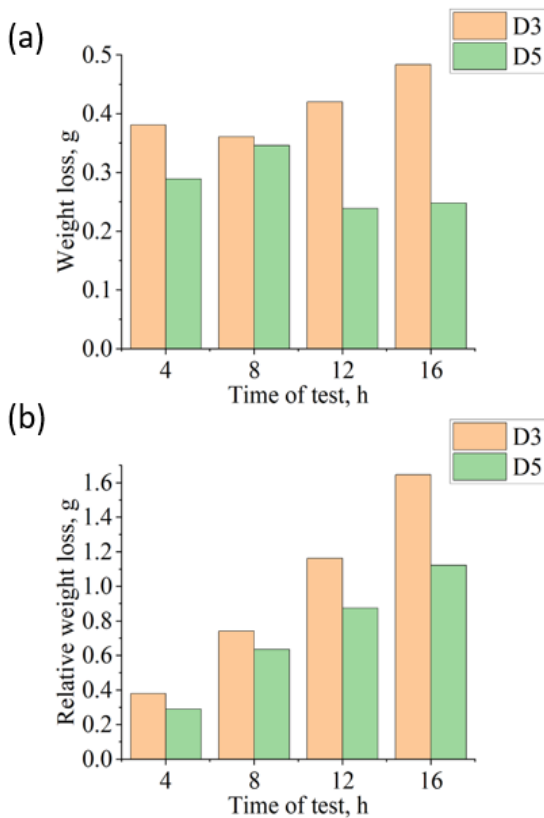 (a)
D3
D5
Weight loss, g
0.5
0.4
0.3
0.2
0.1
0.0
4 8 12 16
Time of test, h
(b)
D3
D5
Relative weight loss, g
1.6
1.4
1.2
1.0
0.8
0.6
0.4
0.2
0.0
4 8 12 16
Time of test, h